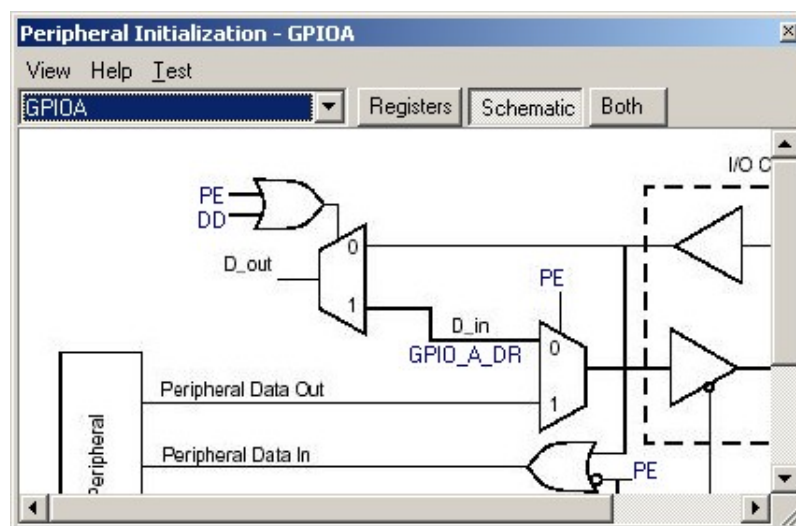 Peripheral Initialization - GPIOA
View Help Test
GPIOA Registers Schematic Both
I/O C
PE
DD
0
D_out
1
PE
D_in
GPIO_A_DR
0
Peripheral Data Out
1
Peripheral
Peripheral Data In
PE